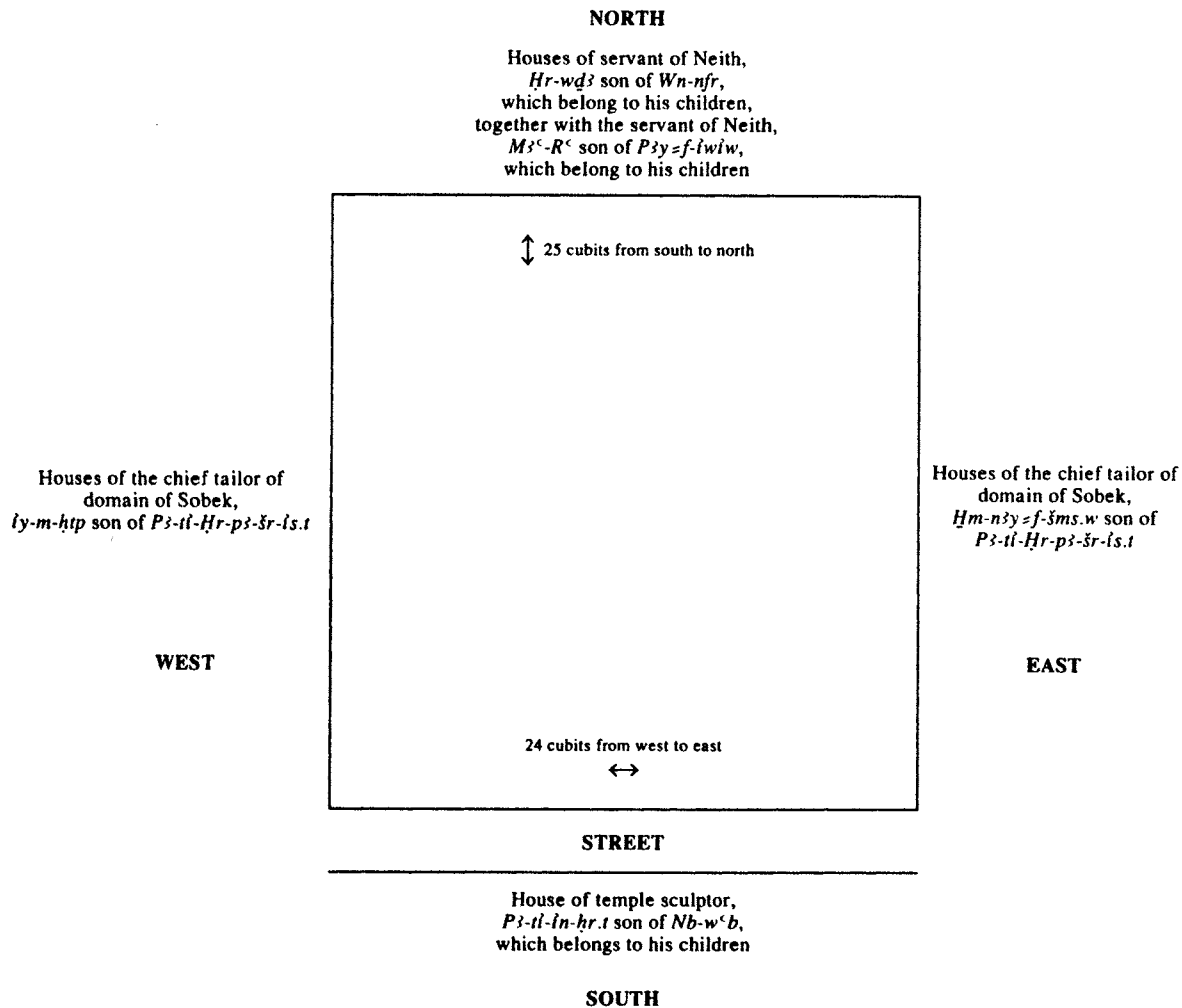 NORTH
Houses of servant of Neith,
Ḥr-wḏꜣ son of Wn-nfr,
which belong to his children,
together with the servant of Neith,
Mꜣꜥ-Rꜥ son of Pꜣy⸗f-ỉwỉw,
which belong to his children
↕ 25 cubits from south to north
Houses of the chief tailor of
domain of Sobek,
ỉy-m-ḥtp son of Pꜣ-tỉ-Ḥr-pꜣ-šr-ỉs.t
WEST
Houses of the chief tailor of
domain of Sobek,
H̱m-nꜣy⸗f-šms.w son of
Pꜣ-tỉ-Ḥr-pꜣ-šr-ỉs.t
EAST
24 cubits from west to east
↔
STREET
House of temple sculptor,
Pꜣ-tỉ-ỉn-ḥr.t son of Nb-wꜥb,
which belongs to his children
SOUTH